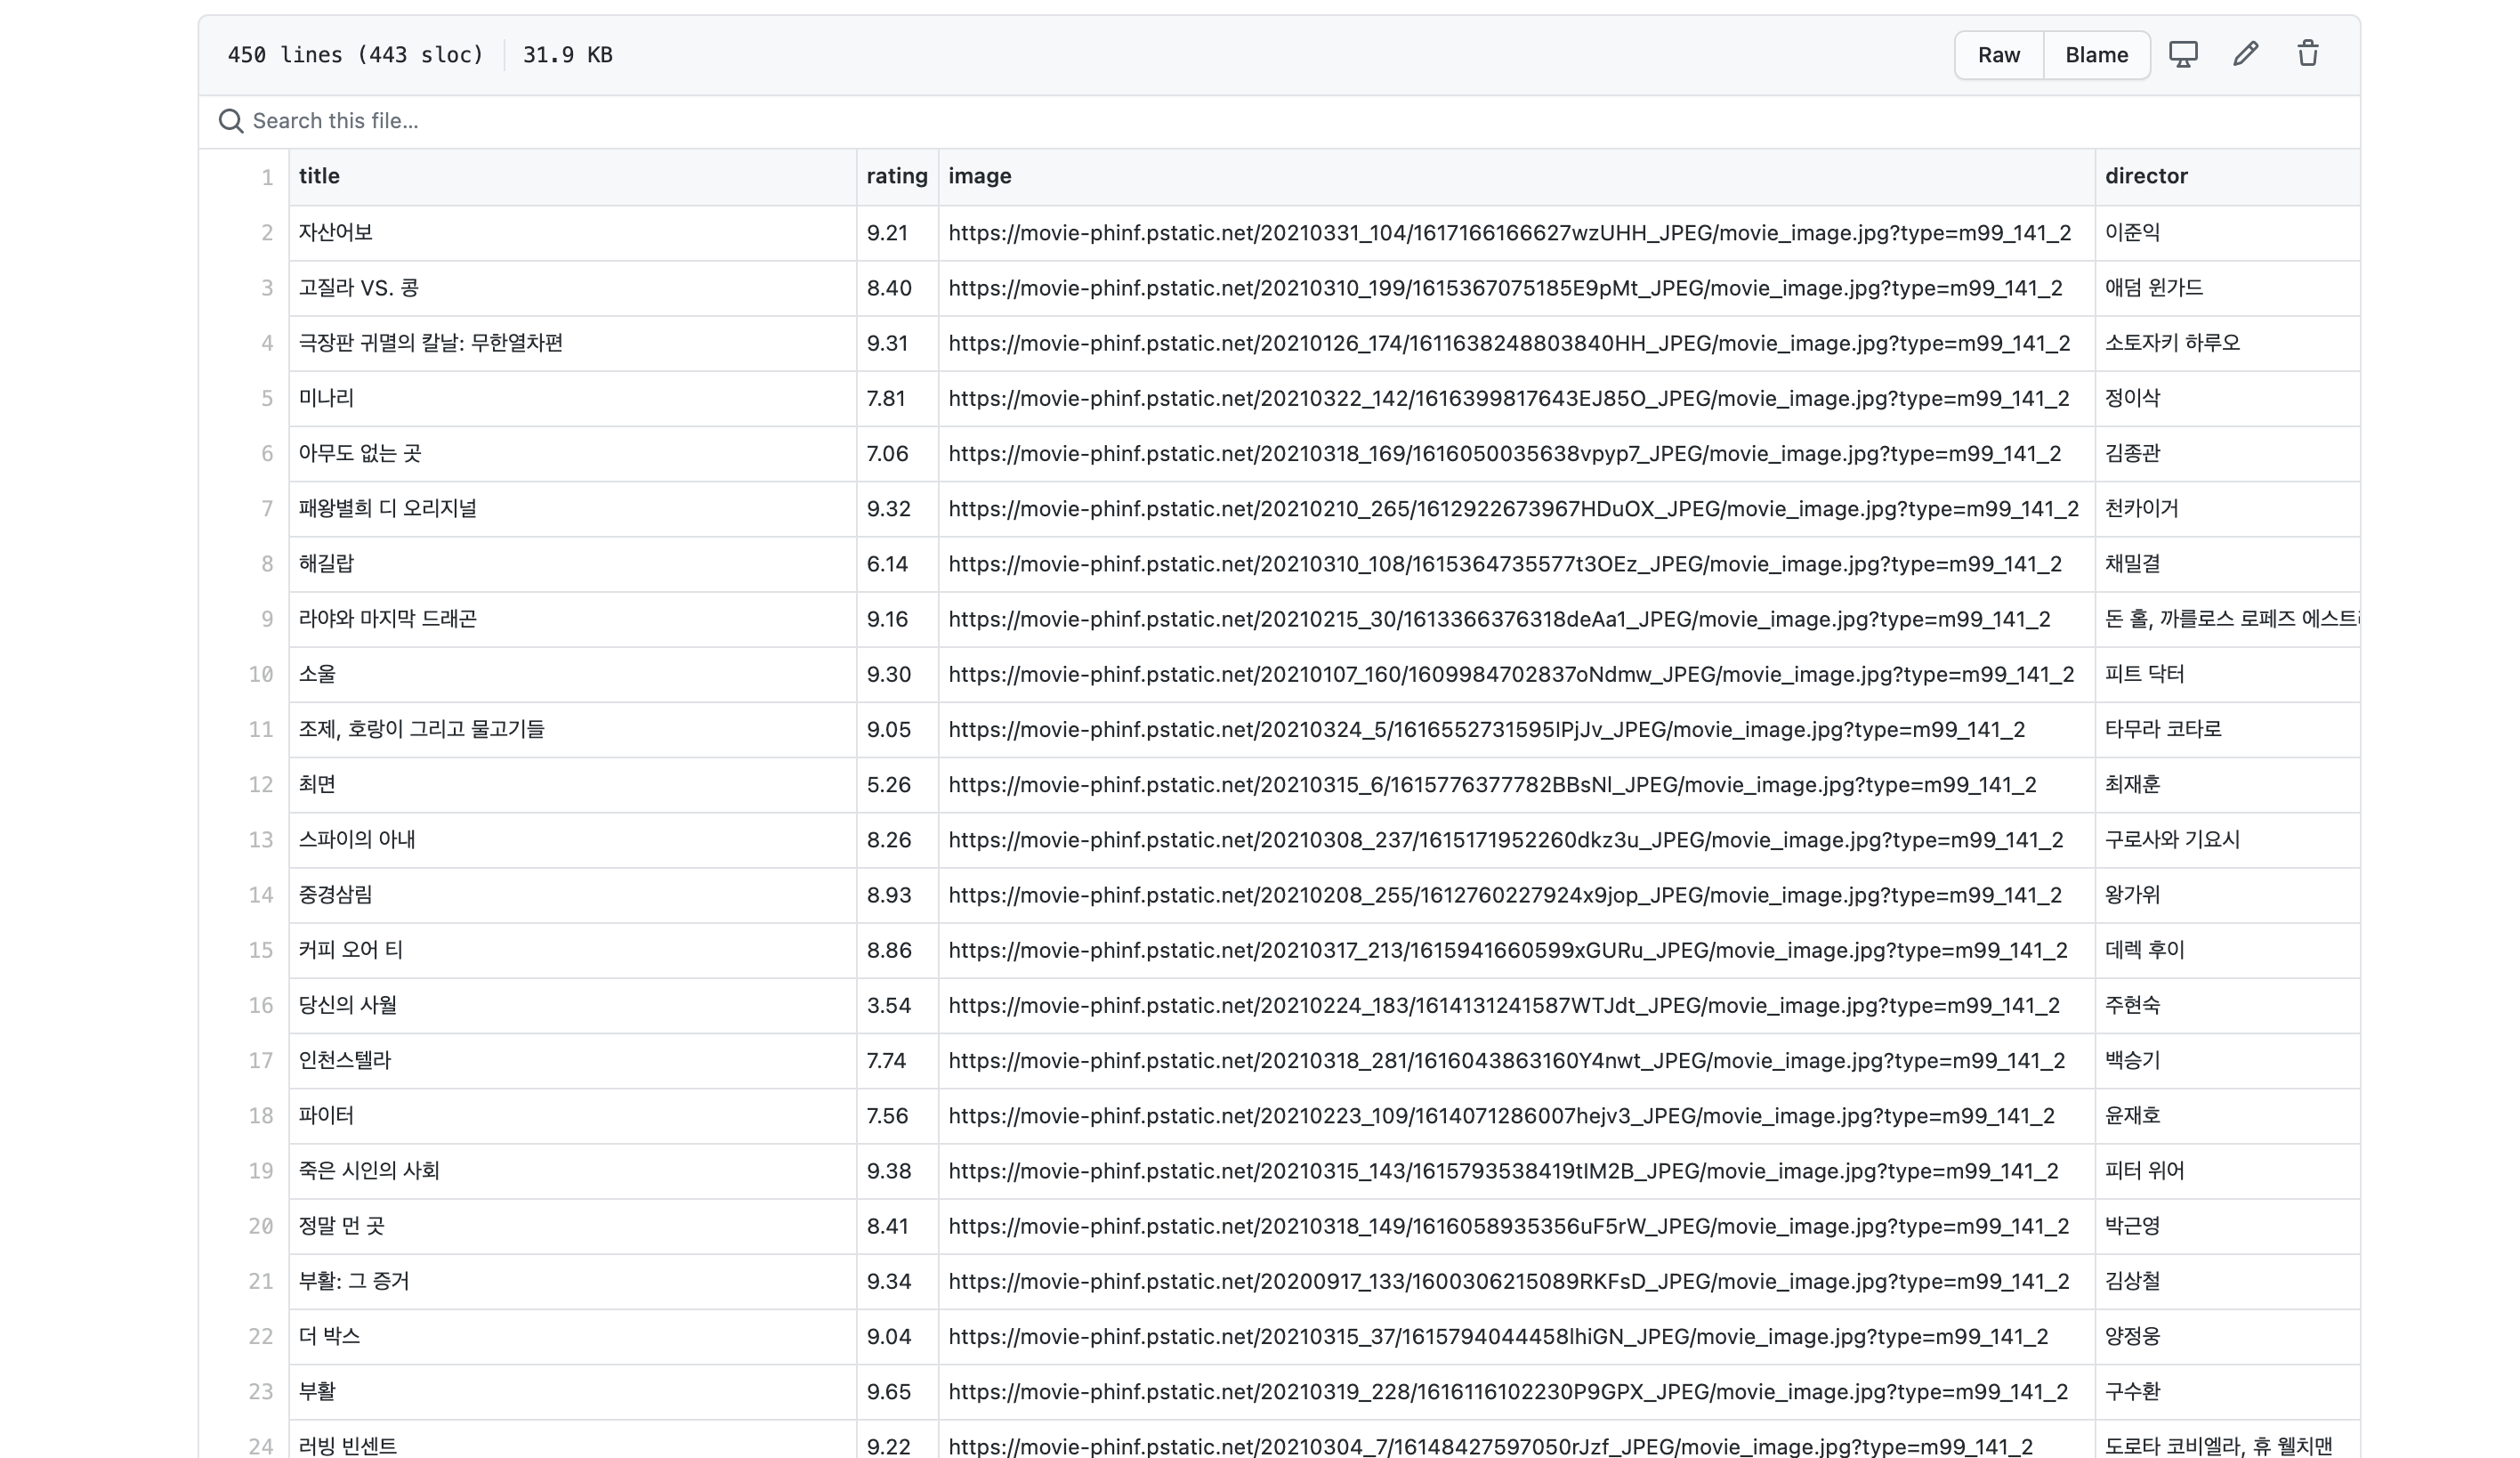 450 lines (443 sloc) 31.9 KB Raw Blame
Search this file...
1 title rating image director
2 자산어보 9.21 https://movie-phinf.pstatic.net/20210331_104/1617166166627wzUHH_JPEG/movie_image.jpg?type=m99_141_2 이준익
3 고질라 VS. 콩 8.40 https://movie-phinf.pstatic.net/20210310_199/1615367075185E9pMt_JPEG/movie_image.jpg?type=m99_141_2 애덤 윈가드
4 극장판 귀멸의 칼날: 무한열차편 9.31 https://movie-phinf.pstatic.net/20210126_174/1611638248803840HH_JPEG/movie_image.jpg?type=m99_141_2 소토자키 하루오
5 미나리 7.81 https://movie-phinf.pstatic.net/20210322_142/1616399817643EJ85O_JPEG/movie_image.jpg?type=m99_141_2 정이삭
6 아무도 없는 곳 7.06 https://movie-phinf.pstatic.net/20210318_169/1616050035638vpyp7_JPEG/movie_image.jpg?type=m99_141_2 김종관
7 패왕별희 디 오리지널 9.32 https://movie-phinf.pstatic.net/20210210_265/1612922673967HDuOX_JPEG/movie_image.jpg?type=m99_141_2 천카이거
8 해길랍 6.14 https://movie-phinf.pstatic.net/20210310_108/1615364735577t3OEz_JPEG/movie_image.jpg?type=m99_141_2 채밀결
9 라야와 마지막 드래곤 9.16 https://movie-phinf.pstatic.net/20210215_30/1613366376318deAa1_JPEG/movie_image.jpg?type=m99_141_2 돈 홀, 까를로스 로페즈 에스트
10 소울 9.30 https://movie-phinf.pstatic.net/20210107_160/1609984702837oNdmw_JPEG/movie_image.jpg?type=m99_141_2 피트 닥터
11 조제, 호랑이 그리고 물고기들 9.05 https://movie-phinf.pstatic.net/20210324_5/1616552731595IPjJv_JPEG/movie_image.jpg?type=m99_141_2 타무라 코타로
12 최면 5.26 https://movie-phinf.pstatic.net/20210315_6/1615776377782BBsNl_JPEG/movie_image.jpg?type=m99_141_2 최재훈
13 스파이의 아내 8.26 https://movie-phinf.pstatic.net/20210308_237/1615171952260dkz3u_JPEG/movie_image.jpg?type=m99_141_2 구로사와 기요시
14 중경삼림 8.93 https://movie-phinf.pstatic.net/20210208_255/1612760227924x9jop_JPEG/movie_image.jpg?type=m99_141_2 왕가위
15 커피 오어 티 8.86 https://movie-phinf.pstatic.net/20210317_213/1615941660599xGURu_JPEG/movie_image.jpg?type=m99_141_2 데렉 후이
16 당신의 사월 3.54 https://movie-phinf.pstatic.net/20210224_183/1614131241587WTJdt_JPEG/movie_image.jpg?type=m99_141_2 주현숙
17 인천스텔라 7.74 https://movie-phinf.pstatic.net/20210318_281/1616043863160Y4nwt_JPEG/movie_image.jpg?type=m99_141_2 백승기
18 파이터 7.56 https://movie-phinf.pstatic.net/20210223_109/1614071286007hejv3_JPEG/movie_image.jpg?type=m99_141_2 윤재호
19 죽은 시인의 사회 9.38 https://movie-phinf.pstatic.net/20210315_143/1615793538419tIM2B_JPEG/movie_image.jpg?type=m99_141_2 피터 위어
20 정말 먼 곳 8.41 https://movie-phinf.pstatic.net/20210318_149/1616058935356uF5rW_JPEG/movie_image.jpg?type=m99_141_2 박근영
21 부활: 그 증거 9.34 https://movie-phinf.pstatic.net/20200917_133/1600306215089RKFsD_JPEG/movie_image.jpg?type=m99_141_2 김상철
22 더 박스 9.04 https://movie-phinf.pstatic.net/20210315_37/1615794044458lhiGN_JPEG/movie_image.jpg?type=m99_141_2 양정웅
23 부활 9.65 https://movie-phinf.pstatic.net/20210319_228/1616116102230P9GPX_JPEG/movie_image.jpg?type=m99_141_2 구수환
24 러빙 빈센트 9.22 https://movie-phinf.pstatic.net/20210304_7/16148427597050rJzf_JPEG/movie_image.jpg?type=m99_141_2 도로타 코비엘라, 휴 웰치맨